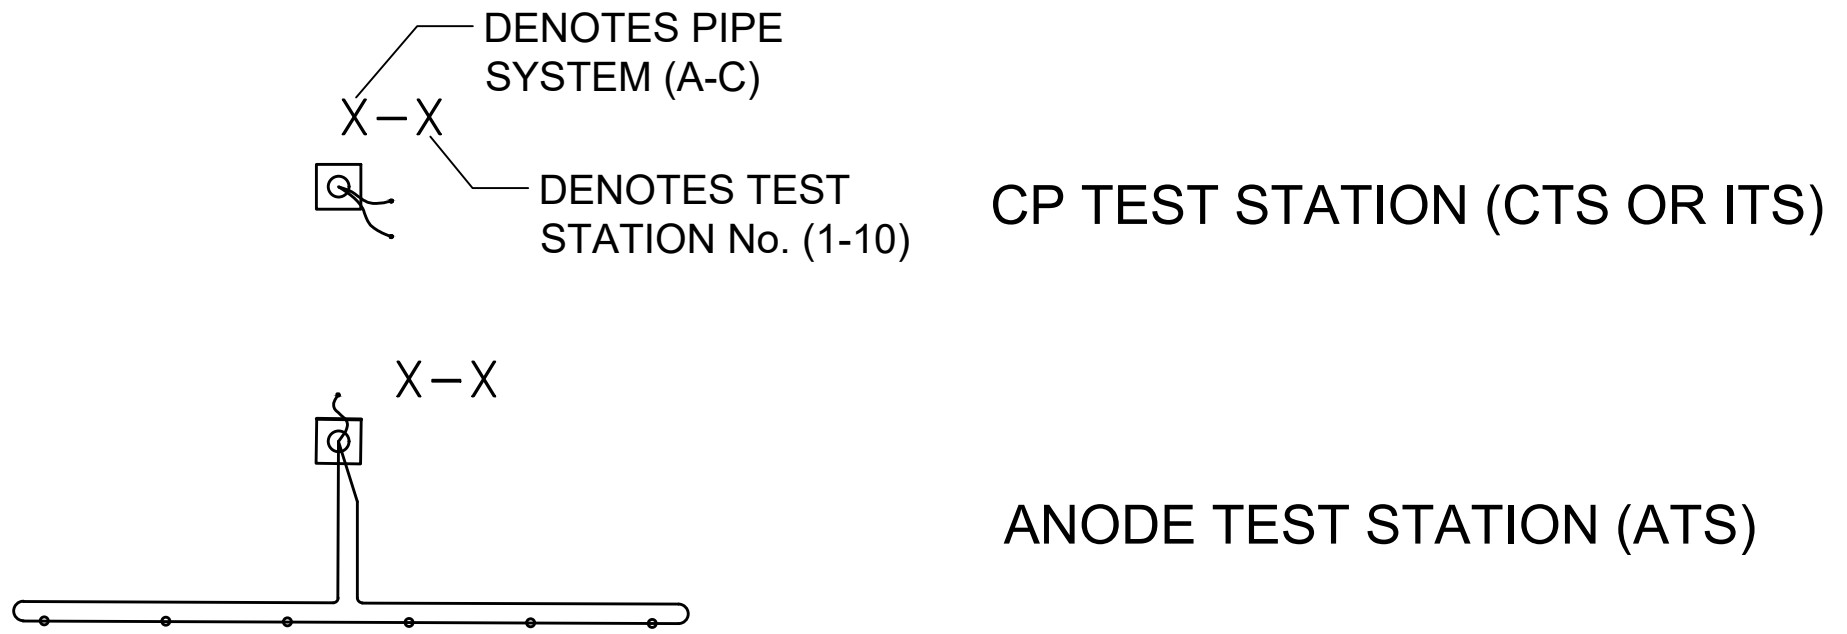 DENOTES PIPE
SYSTEM (A-C)
X – X
DENOTES TEST
STATION No. (1-10)
CP TEST STATION (CTS OR ITS)
X – X
ANODE TEST STATION (ATS)